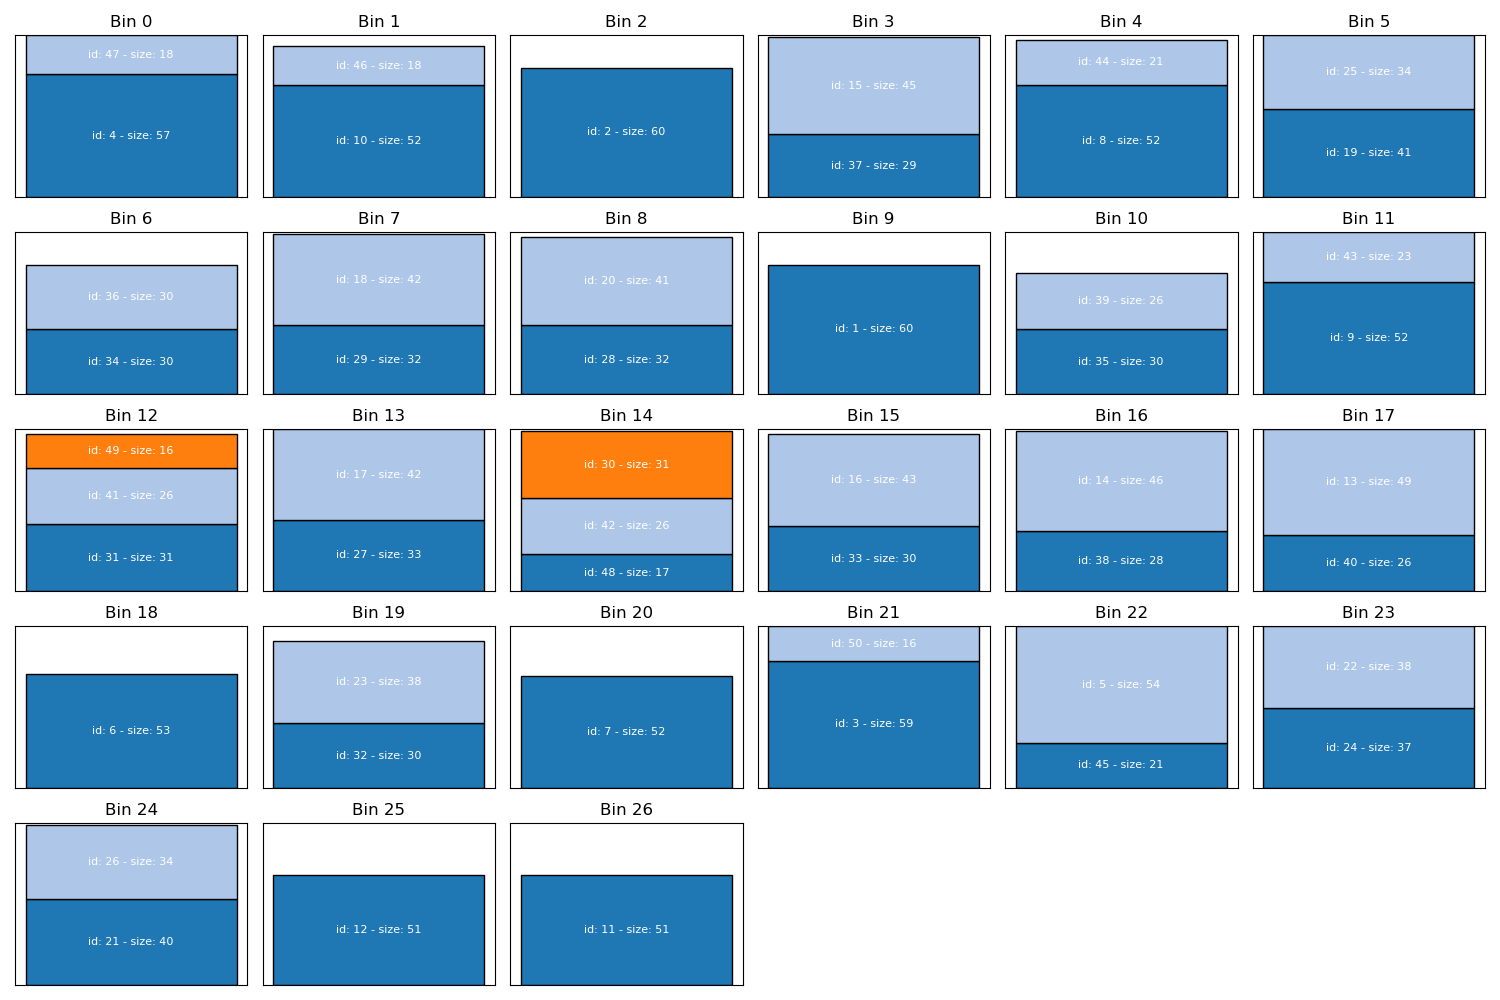 Bin 0
id: 47 - size: 18
id: 4 - size: 57
Bin 1
id: 46 - size: 18
id: 10 - size: 52
Bin 2
id: 2 - size: 60
Bin 3
id: 15 - size: 45
id: 37 - size: 29
Bin 4
id: 44 - size: 21
id: 8 - size: 52
Bin 5
id: 25 - size: 34
id: 19 - size: 41
Bin 6
id: 36 - size: 30
id: 34 - size: 30
Bin 7
id: 18 - size: 42
id: 29 - size: 32
Bin 8
id: 20 - size: 41
id: 28 - size: 32
Bin 9
id: 1 - size: 60
Bin 10
id: 39 - size: 26
id: 35 - size: 30
Bin 11
id: 43 - size: 23
id: 9 - size: 52
Bin 12
id: 49 - size: 16
id: 41 - size: 26
id: 31 - size: 31
Bin 13
id: 17 - size: 42
id: 27 - size: 33
Bin 14
id: 30 - size: 31
id: 42 - size: 26
id: 48 - size: 17
Bin 15
id: 16 - size: 43
id: 33 - size: 30
Bin 16
id: 14 - size: 46
id: 38 - size: 28
Bin 17
id: 13 - size: 49
id: 40 - size: 26
Bin 18
id: 6 - size: 53
Bin 19
id: 23 - size: 38
id: 32 - size: 30
Bin 20
id: 7 - size: 52
Bin 21
id: 50 - size: 16
id: 3 - size: 59
Bin 22
id: 5 - size: 54
id: 45 - size: 21
Bin 23
id: 22 - size: 38
id: 24 - size: 37
Bin 24
id: 26 - size: 34
id: 21 - size: 40
Bin 25
id: 12 - size: 51
Bin 26
id: 11 - size: 51